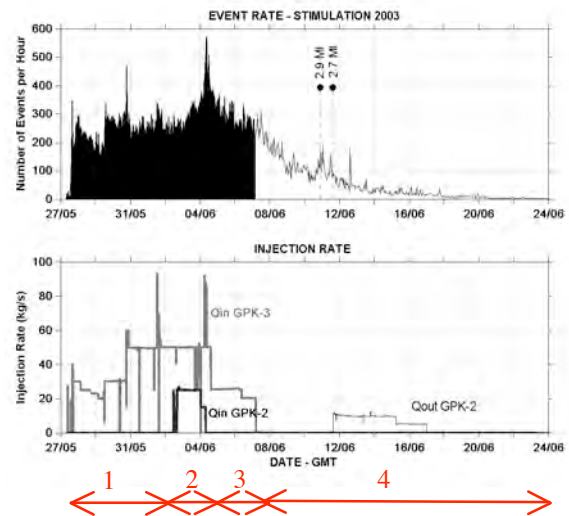 EVENT RATE - STIMULATION 2003
Number of Events per Hour
600
500
400
300
200
100
0
2.9 Ml
2.7 Ml
27/05 31/05 04/06 08/06 12/06 16/06 20/06 24/06
INJECTION RATE
Injection Rate (kg/s)
100
80
60
40
20
0
Qin GPK-3
Qin GPK-2
Qout GPK-2
27/05 31/05 04/06 08/06 12/06 16/06 20/06 24/06
DATE - GMT
1 2 3 4